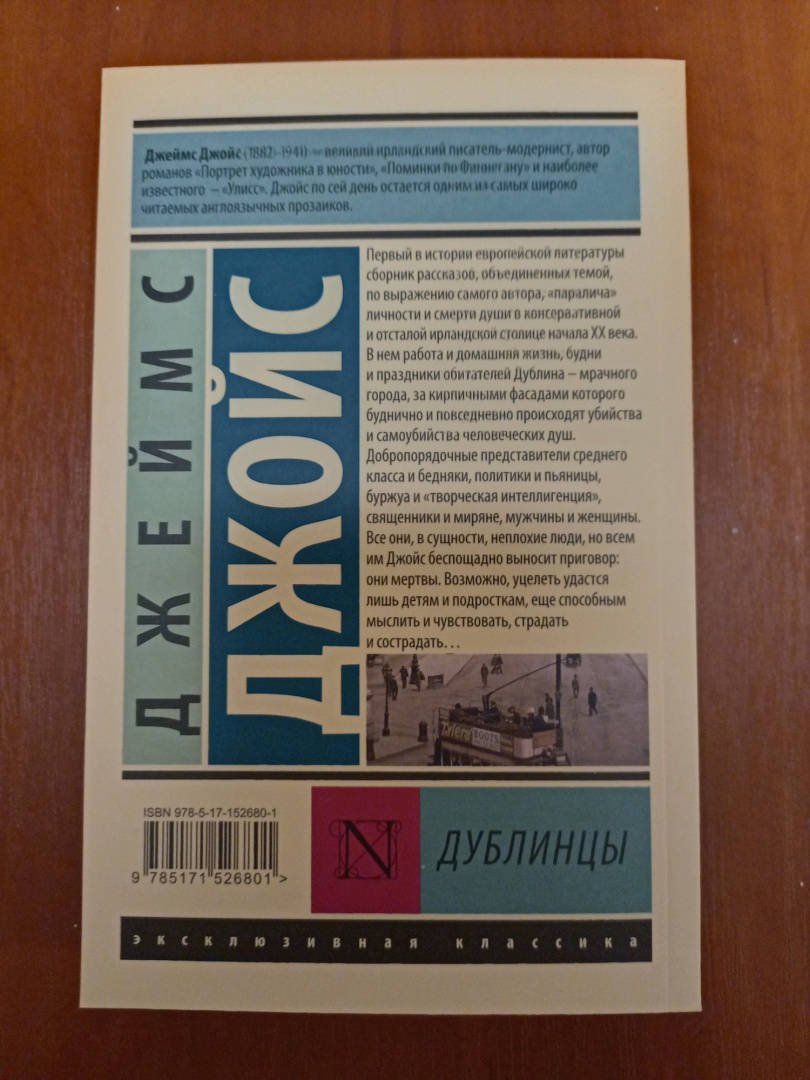 Джеймс Джойс (1882–1941) – великий ирландский писатель-модернист, автор
романов «Портрет художника в юности», «Поминки по Финнегану» и наиболее
известного – «Улисс». Джойс по сей день остается одним из самых широко
читаемых англоязычных прозаиков.
ДЖЕЙМС
ДЖОЙС
Первый в истории европейской литературы
сборник рассказов, объединенных темой,
по выражению самого автора, «паралича»
личности и смерти души в консервативной
и отсталой ирландской столице начала XX века.
В нем работа и домашняя жизнь, будни
и праздники обитателей Дублина – мрачного
города, за кирпичными фасадами которого
буднично и повседневно происходят убийства
и самоубийства человеческих душ.
Добропорядочные представители среднего
класса и бедняки, политики и пьяницы,
буржуа и «творческая интеллигенция»,
священники и миряне, мужчины и женщины.
Все они, в сущности, неплохие люди, но всем
им Джойс беспощадно выносит приговор:
они мертвы. Возможно, уцелеть удастся
лишь детям и подросткам, еще способным
мыслить и чувствовать, страдать
и сострадать…
BOOTS
ISBN 978-5-17-152680-1
9 785171 526801 >
N
ДУБЛИНЦЫ
эксклюзивная классика